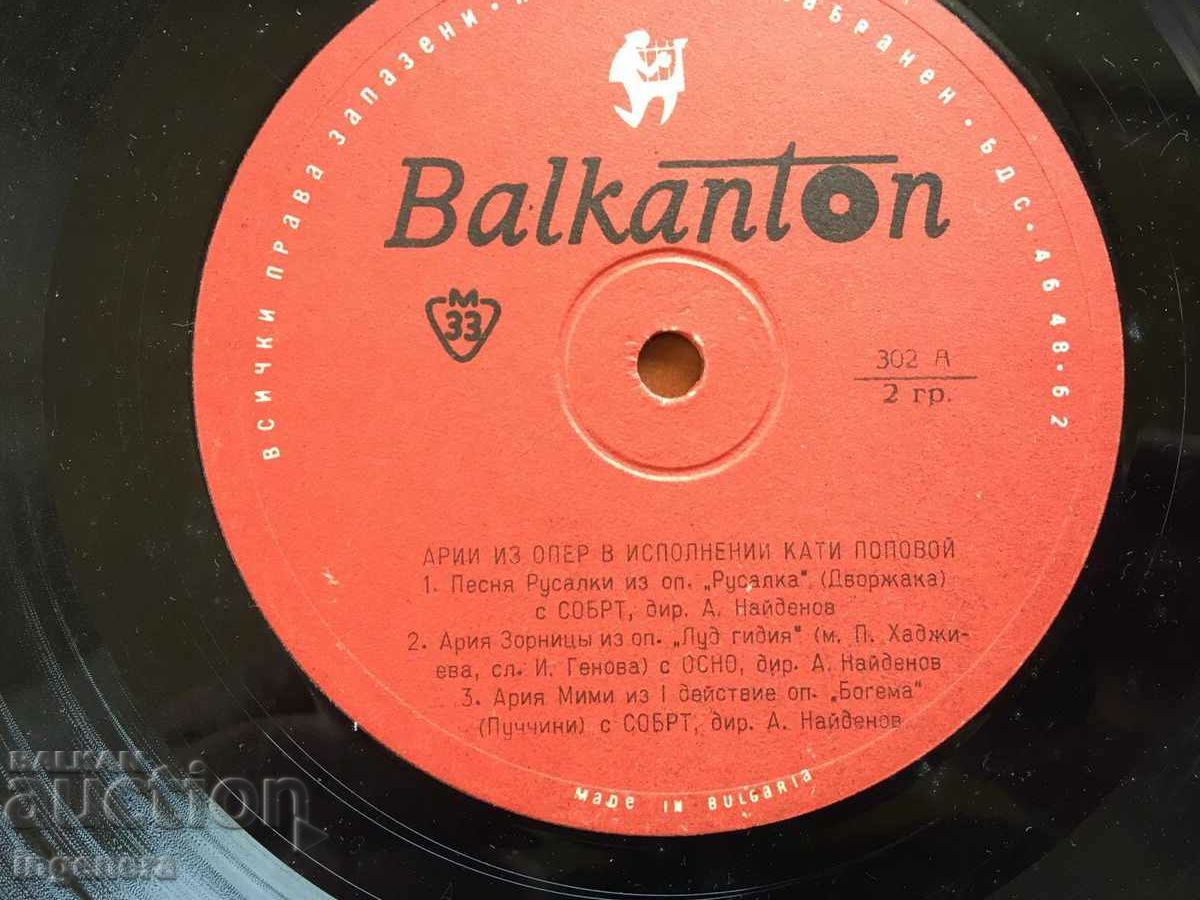 ВСИЧКИ ПРАВА ЗАПАЗЕНИ · БДС · 4648 · 62
Balkanton
M
33
302 А
2 гр.
АРИИ ИЗ ОПЕР В ИСПОЛНЕНИИ КАТИ ПОПОВОЙ
1. Песня Русалки из оп. „Русалка“ (Дворжака)
с СОБРТ, дир. А. Найденов
2. Ария Зорницы из оп. „Луд гидия“ (м. П. Хаджи-
ева, сл. И. Генова) с ОСНО, дир. А. Найденов
3. Ария Мими из I действие оп. „Богема“
(Пуччини) с СОБРТ, дир. А. Найденов
MADE IN BULGARIA
BALKAN
auction
ingenera